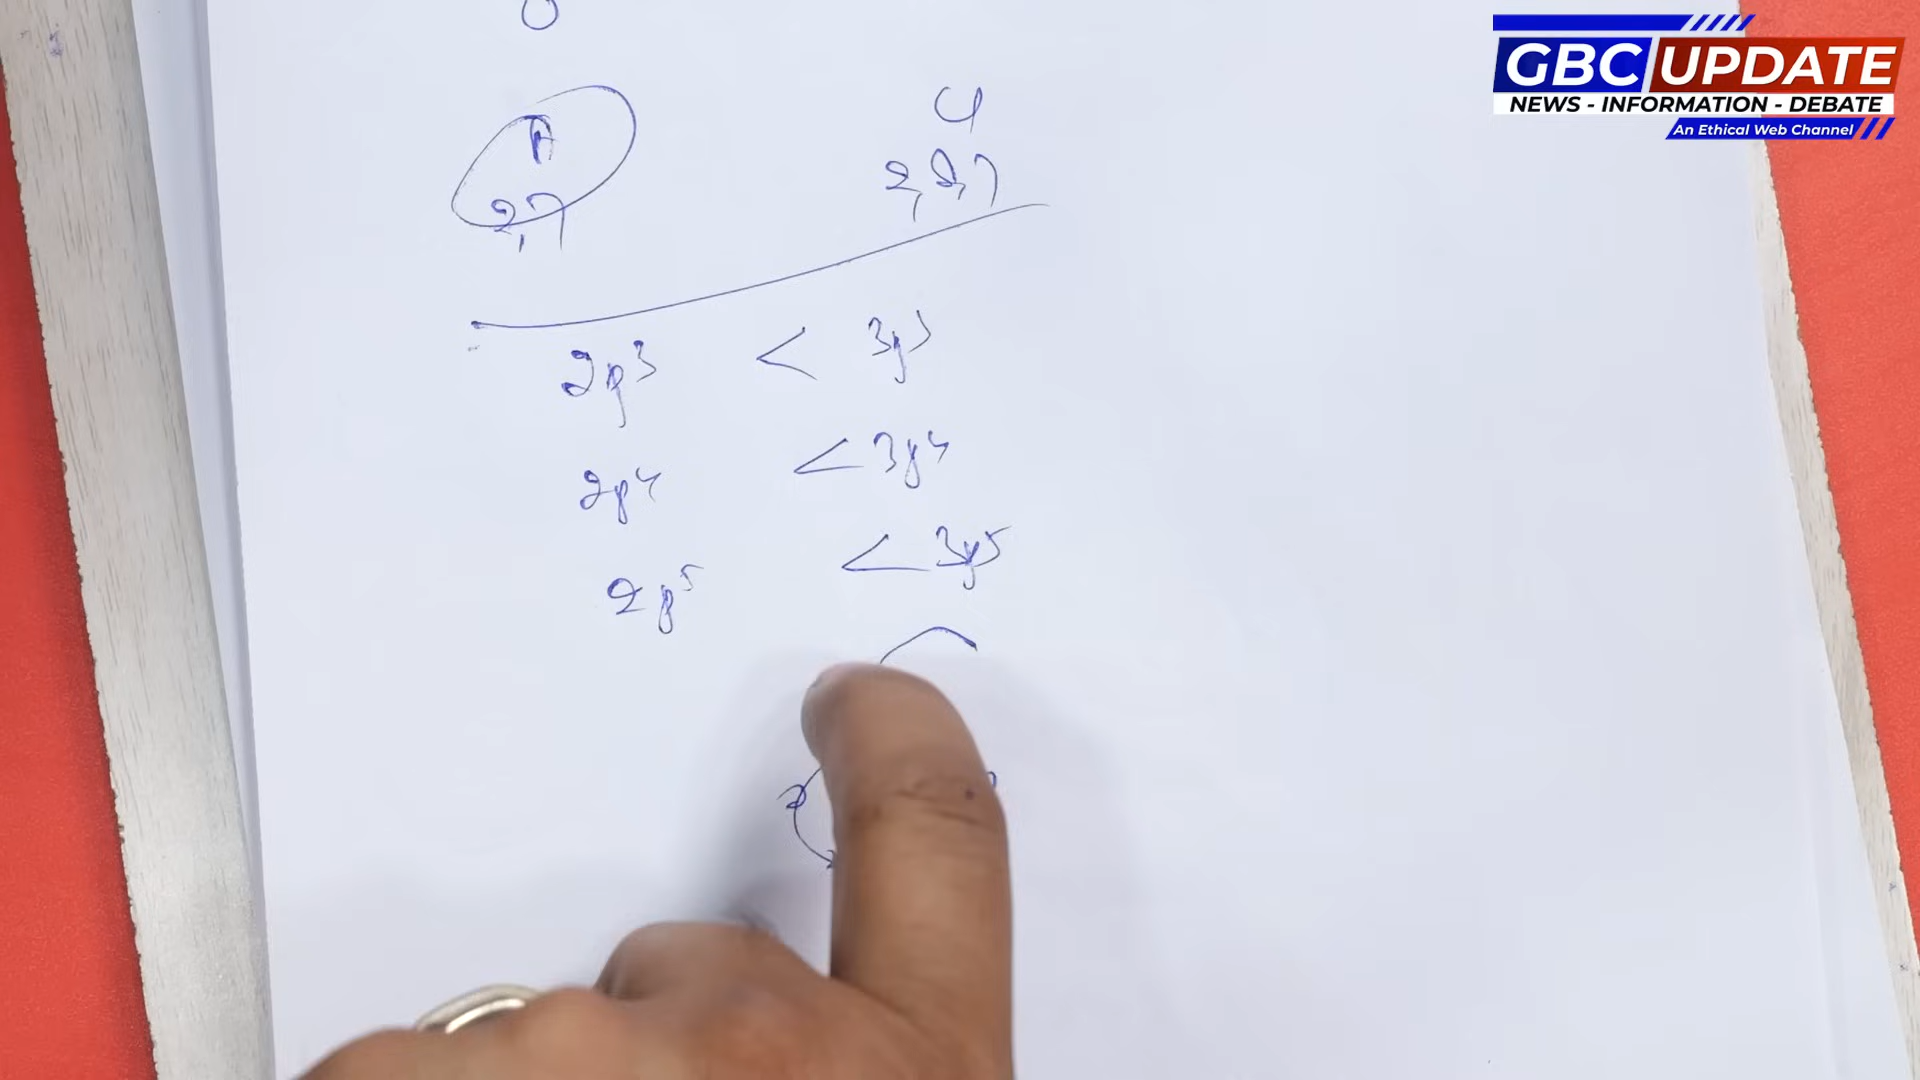 GBC UPDATE
NEWS - INFORMATION - DEBATE
An Ethical Web Channel
Cl
2,7 2,8,7
2p³ < 3p³
2p⁴ < 3p⁴
2p⁵ < 3p⁵